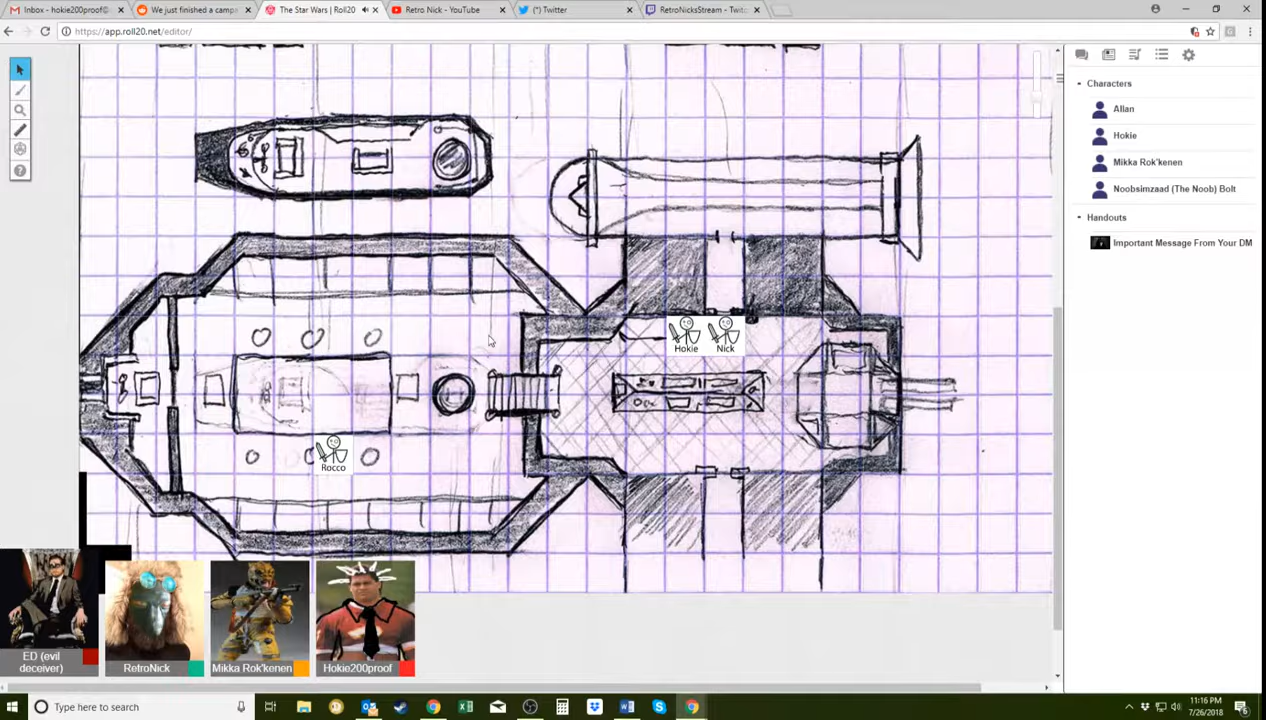 Inbox - hokie200proof©
We just finished a campa
The Star Wars | Roll20
Retro Nick - YouTube
(*) Twitter
RetroNicksStream - Twitc
https://app.roll20.net/editor/
Characters
Allan
Hokie
Mikka Rok'kenen
Noobsimzaad (The Noob) Bolt
Handouts
Important Message From Your DM
Hokie
Nick
Rocco
ED (evil
deceiver)
RetroNick
Mikka Rok'kenen
Hokie200proof
Type here to search
11:16 PM
7/26/2018